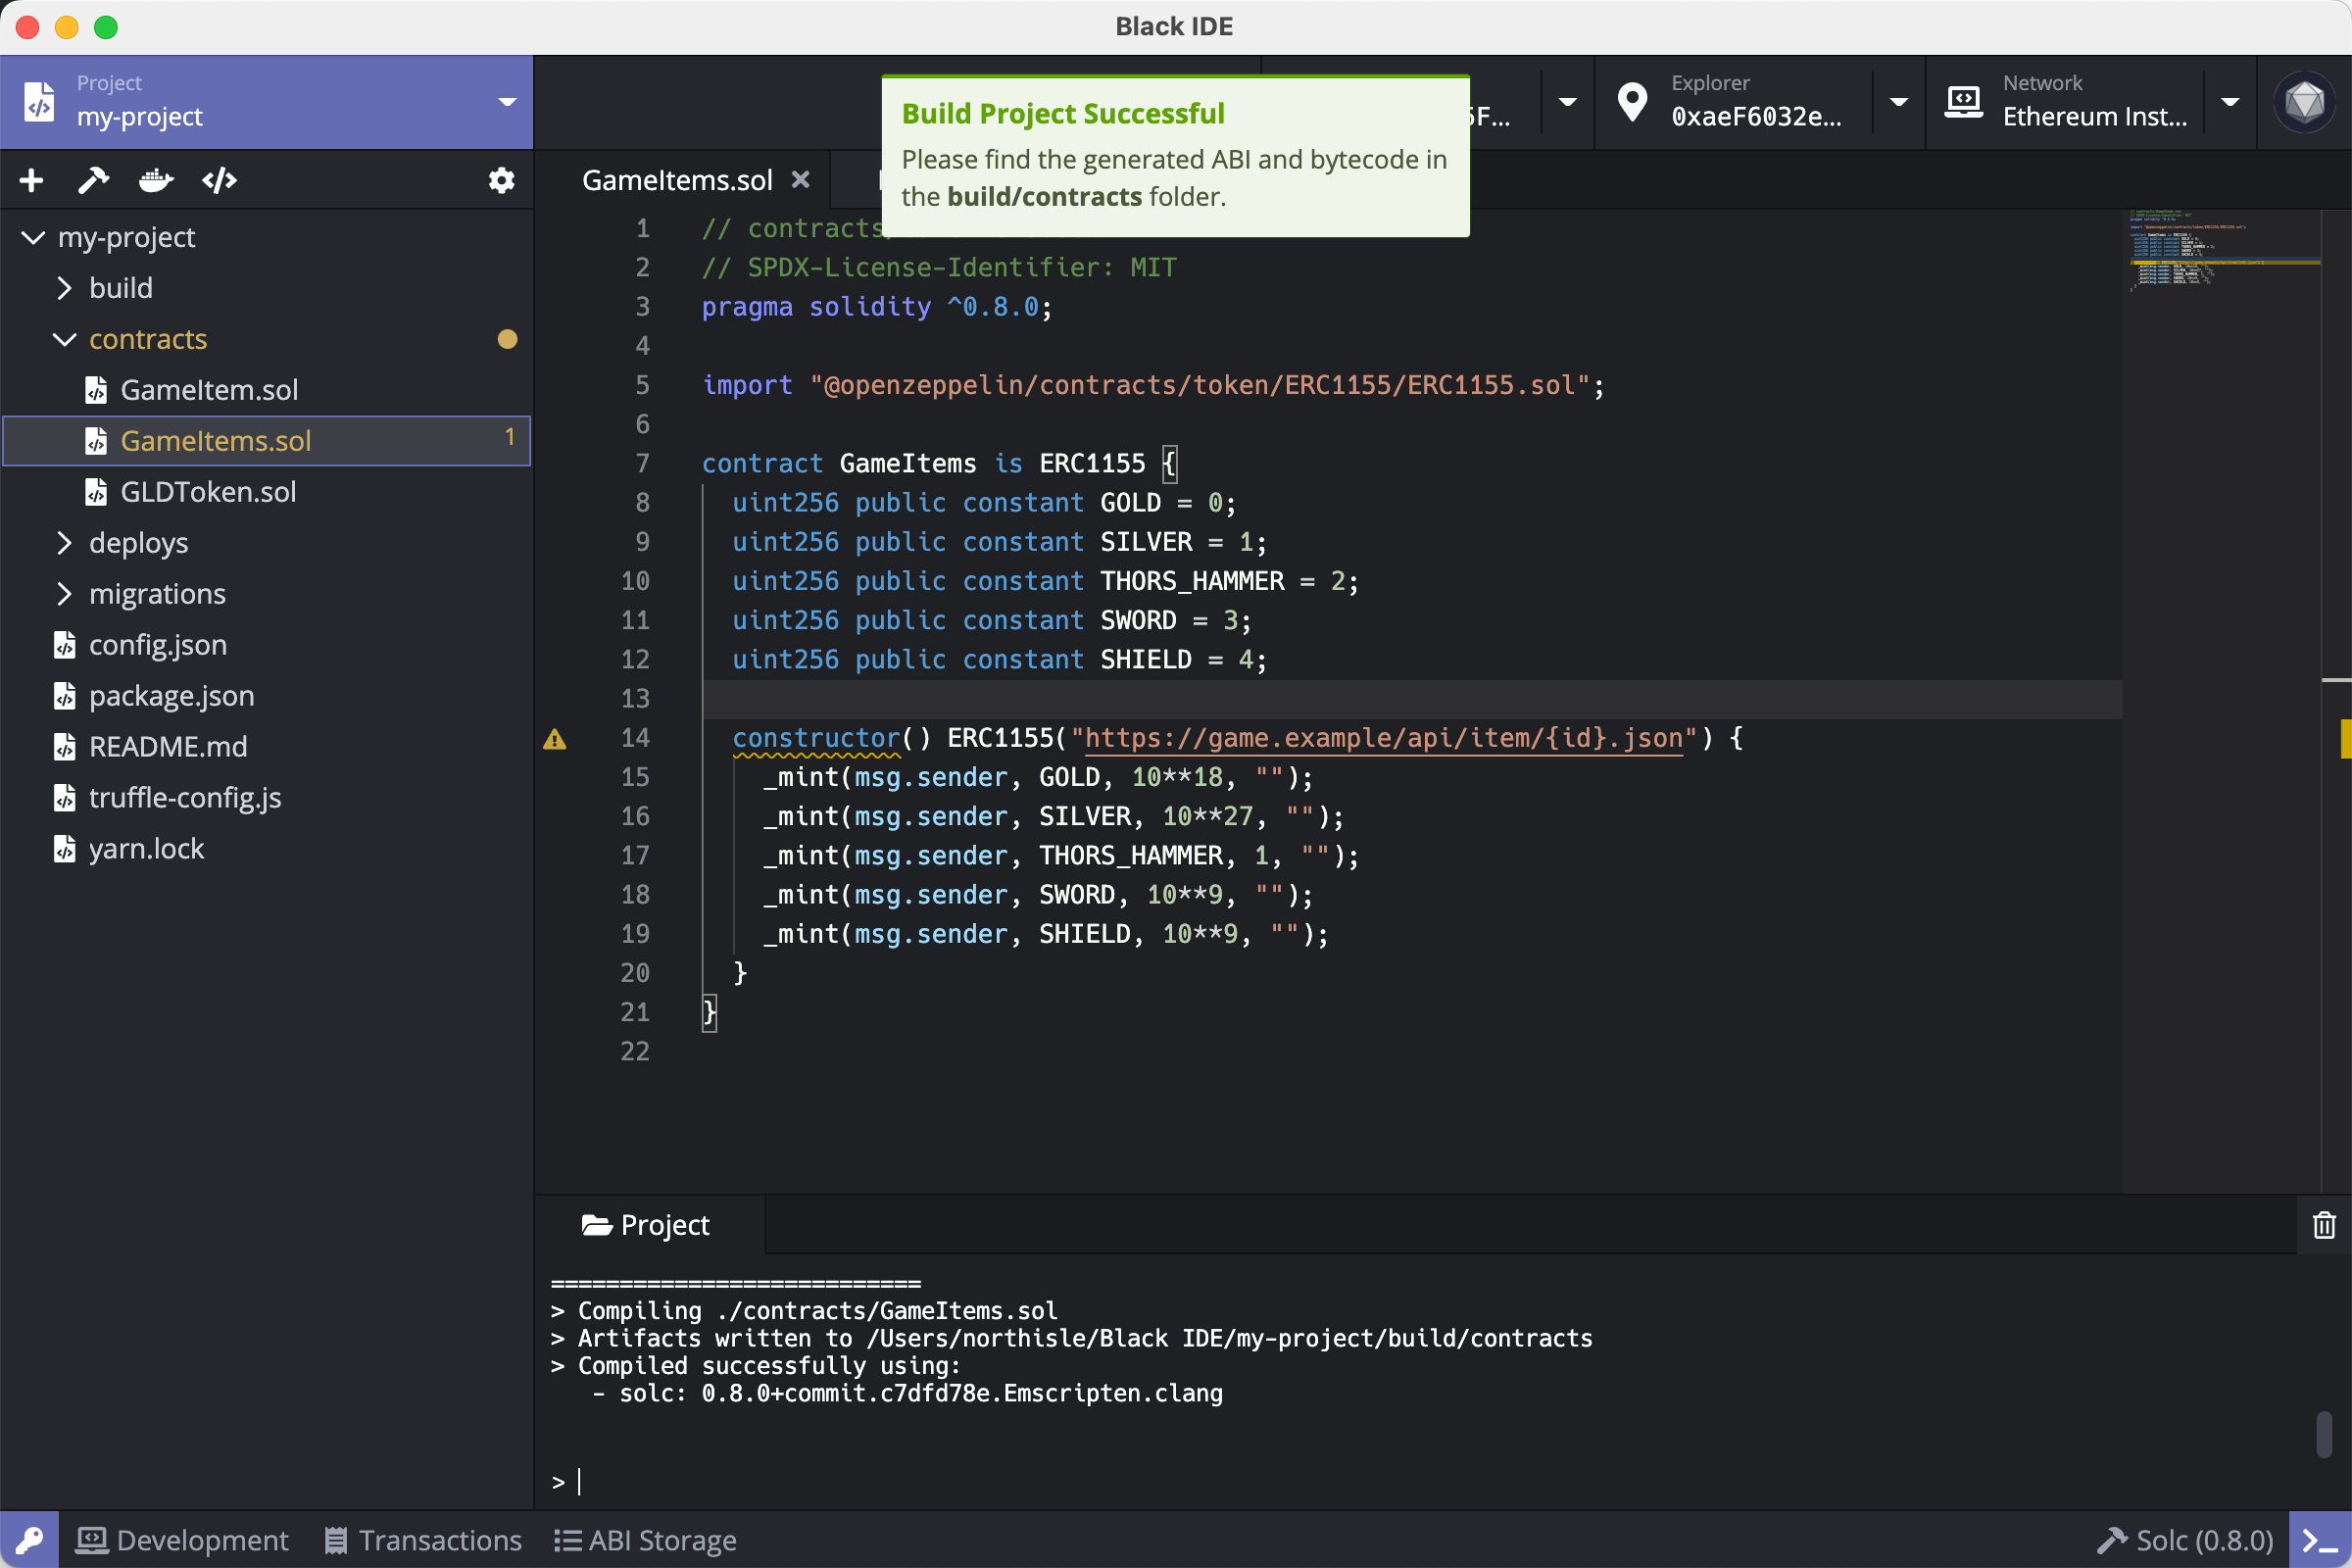 Black IDE
Project
my-project
Build Project Successful
Please find the generated ABI and bytecode in
the build/contracts folder.
5F...
Explorer
0xaeF6032e...
Network
Ethereum Inst...
GameItems.sol
my-project
build
contracts
GameItem.sol
GameItems.sol 1
GLDToken.sol
deploys
migrations
config.json
package.json
README.md
truffle-config.js
yarn.lock
1 // contracts
2 // SPDX-License-Identifier: MIT
3 pragma solidity ^0.8.0;
4
5 import "@openzeppelin/contracts/token/ERC1155/ERC1155.sol";
6
7 contract GameItems is ERC1155 {
8 uint256 public constant GOLD = 0;
9 uint256 public constant SILVER = 1;
10 uint256 public constant THORS_HAMMER = 2;
11 uint256 public constant SWORD = 3;
12 uint256 public constant SHIELD = 4;
13
14 constructor() ERC1155("https://game.example/api/item/{id}.json") {
15 _mint(msg.sender, GOLD, 10**18, "");
16 _mint(msg.sender, SILVER, 10**27, "");
17 _mint(msg.sender, THORS_HAMMER, 1, "");
18 _mint(msg.sender, SWORD, 10**9, "");
19 _mint(msg.sender, SHIELD, 10**9, "");
20 }
21 }
22
Project
===========================
> Compiling ./contracts/GameItems.sol
> Artifacts written to /Users/northisle/Black IDE/my-project/build/contracts
> Compiled successfully using:
- solc: 0.8.0+commit.c7dfd78e.Emscripten.clang
>
Development
Transactions
ABI Storage
Solc (0.8.0)